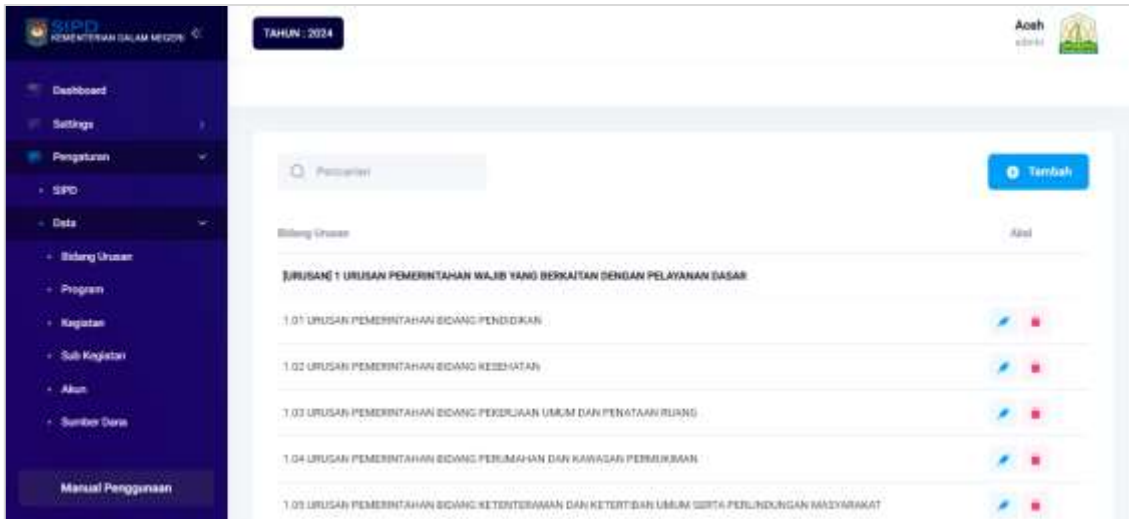 SIPD
KEMENTERIAN DALAM NEGERI
TAHUN : 2024
Aceh
admin
Dashboard
Settings
Pengaturan
SIPD
Data
Bidang Urusan
Program
Kegiatan
Sub Kegiatan
Akun
Sumber Dana
Manual Penggunaan
Pencarian
Tambah
Bidang Urusan
Aksi
[URUSAN] 1 URUSAN PEMERINTAHAN WAJIB YANG BERKAITAN DENGAN PELAYANAN DASAR
1.01 URUSAN PEMERINTAHAN BIDANG PENDIDIKAN
1.02 URUSAN PEMERINTAHAN BIDANG KESEHATAN
1.03 URUSAN PEMERINTAHAN BIDANG PEKERJAAN UMUM DAN PENATAAN RUANG
1.04 URUSAN PEMERINTAHAN BIDANG PERUMAHAN DAN KAWASAN PERMUKIMAN
1.05 URUSAN PEMERINTAHAN BIDANG KETENTERAMAN DAN KETERTIBAN UMUM SERTA PERLINDUNGAN MASYARAKAT